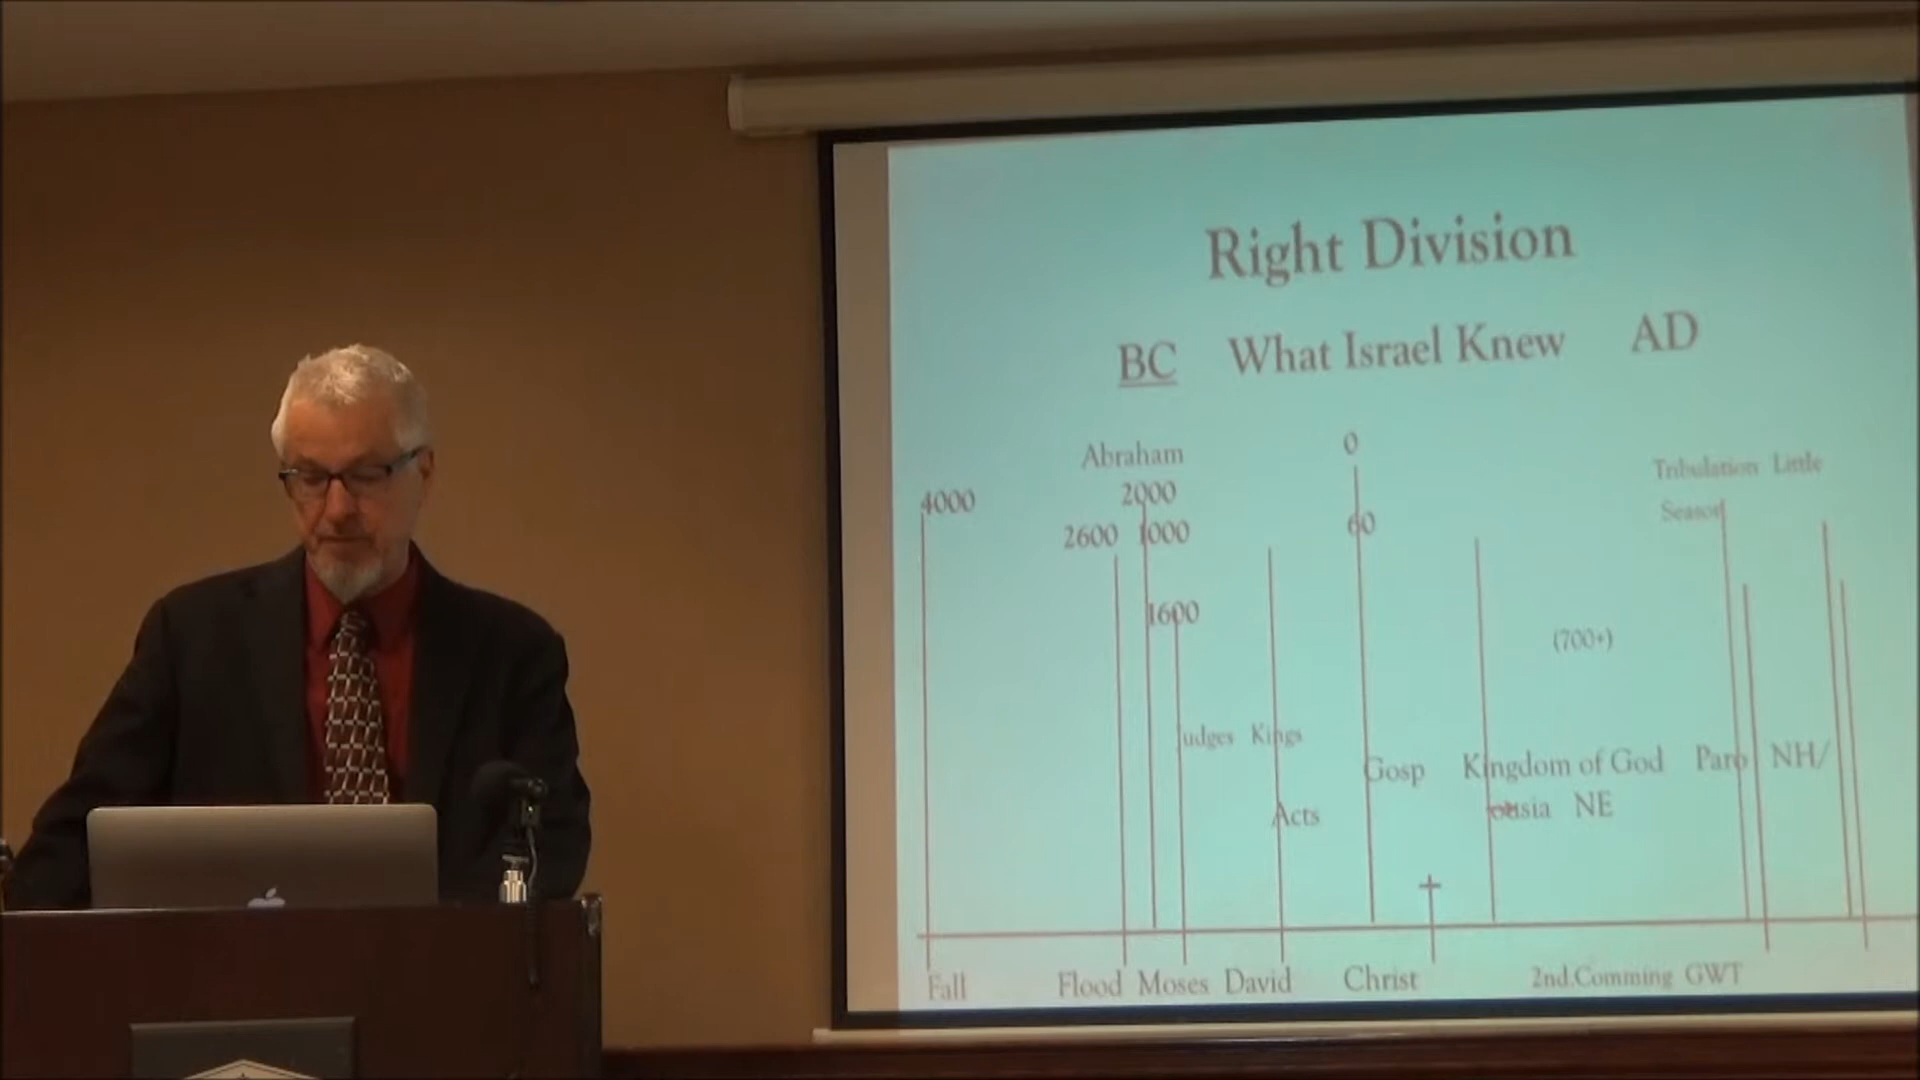 Right Division
BC What Israel Knew AD
Abraham
0
4000
2000
2600 1000
60
Tribulation Little
Season
1600
(700+)
Judges Kings
Gosp Kingdom of God Paro NH/
Acts
ousia NE
Fall Flood Moses David Christ 2nd.Comming GWT